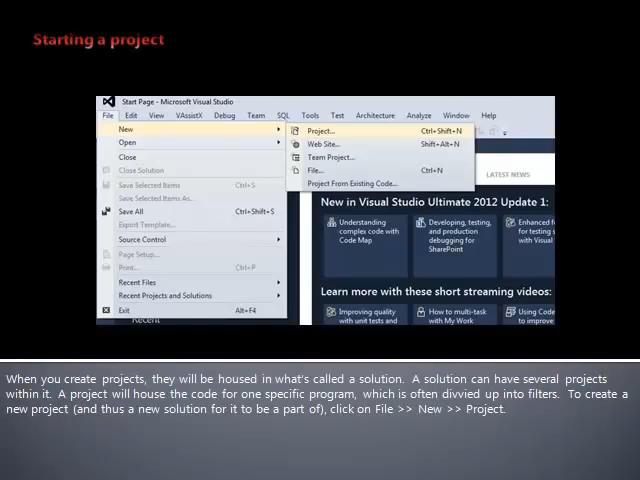 Starting a project
Start Page - Microsoft Visual Studio
File Edit View VAssistX Debug Team SQL Tools Test Architecture Analyze Window Help
New
Project... Ctrl+Shift+N
Open
Web Site... Shift+Alt+N
Close
Team Project...
Close Solution
File... Ctrl+N
LATEST NEWS
Save Selected Items Ctrl+S
Project From Existing Code...
Save Selected Items As...
New in Visual Studio Ultimate 2012 Update 1:
Save All Ctrl+Shift+S
Export Template...
Understanding
complex code with
Code Map
Developing, testing,
and production
debugging for
SharePoint
Enhanced f
for testing s
with Visual
Source Control
Page Setup...
Print... Ctrl+P
Recent Files
Recent Projects and Solutions
Learn more with these short streaming videos:
Exit Alt+F4
Improving quality
with unit tests and
How to multi-task
with My Work
Using Code
to improve
Recent
When you create projects, they will be housed in what's called a solution. A solution can have several projects
within it. A project will house the code for one specific program, which is often divvied up into filters. To create a
new project (and thus a new solution for it to be a part of), click on File >> New >> Project.